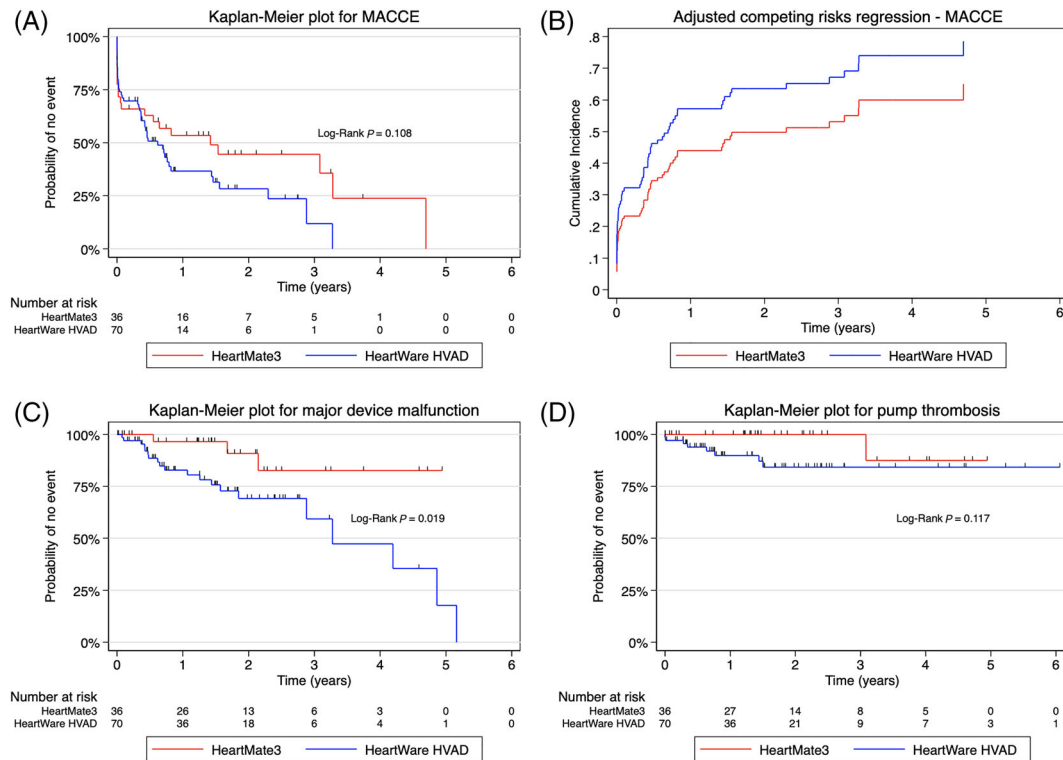 (A)
Kaplan-Meier plot for MACCE
100%
75%
50%
25%
0%
Probability of no event
Log-Rank P = 0.108
0 1 2 3 4 5 6
Time (years)
Number at risk
HeartMate3 36 16 7 5 1 0 0
HeartWare HVAD 70 14 6 1 0 0 0
HeartMate3 HeartWare HVAD
(B)
Adjusted competing risks regression - MACCE
.8
.7
.6
.5
.4
.3
.2
.1
0
Cumulative Incidence
0 1 2 3 4 5 6
Time (years)
HeartMate3 HeartWare HVAD
(C)
Kaplan-Meier plot for major device malfunction
100%
75%
50%
25%
0%
Probability of no event
Log-Rank P = 0.019
0 1 2 3 4 5 6
Time (years)
Number at risk
HeartMate3 36 26 13 6 3 0 0
HeartWare HVAD 70 36 18 6 4 1 0
HeartMate3 HeartWare HVAD
(D)
Kaplan-Meier plot for pump thrombosis
100%
75%
50%
25%
0%
Probability of no event
Log-Rank P = 0.117
0 1 2 3 4 5 6
Time (years)
Number at risk
HeartMate3 36 27 14 8 5 0 0
HeartWare HVAD 70 36 21 9 7 3 1
HeartMate3 HeartWare HVAD